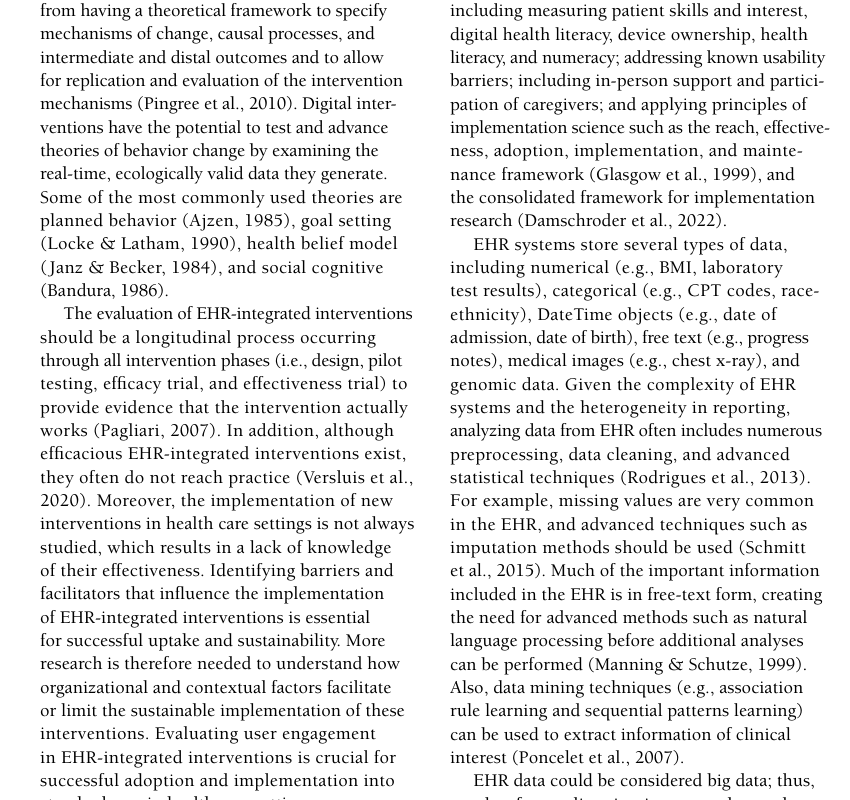 from having a theoretical framework to specify
mechanisms of change, causal processes, and
intermediate and distal outcomes and to allow
for replication and evaluation of the intervention
mechanisms (Pingree et al., 2010). Digital inter-
ventions have the potential to test and advance
theories of behavior change by examining the
real-time, ecologically valid data they generate.
Some of the most commonly used theories are
planned behavior (Ajzen, 1985), goal setting
(Locke & Latham, 1990), health belief model
(Janz & Becker, 1984), and social cognitive
(Bandura, 1986).
The evaluation of EHR-integrated interventions
should be a longitudinal process occurring
through all intervention phases (i.e., design, pilot
testing, efficacy trial, and effectiveness trial) to
provide evidence that the intervention actually
works (Pagliari, 2007). In addition, although
efficacious EHR-integrated interventions exist,
they often do not reach practice (Versluis et al.,
2020). Moreover, the implementation of new
interventions in health care settings is not always
studied, which results in a lack of knowledge
of their effectiveness. Identifying barriers and
facilitators that influence the implementation
of EHR-integrated interventions is essential
for successful uptake and sustainability. More
research is therefore needed to understand how
organizational and contextual factors facilitate
or limit the sustainable implementation of these
interventions. Evaluating user engagement
in EHR-integrated interventions is crucial for
successful adoption and implementation into
including measuring patient skills and interest,
digital health literacy, device ownership, health
literacy, and numeracy; addressing known usability
barriers; including in-person support and partici-
pation of caregivers; and applying principles of
implementation science such as the reach, effective-
ness, adoption, implementation, and mainte-
nance framework (Glasgow et al., 1999), and
the consolidated framework for implementation
research (Damschroder et al., 2022).
EHR systems store several types of data,
including numerical (e.g., BMI, laboratory
test results), categorical (e.g., CPT codes, race-
ethnicity), DateTime objects (e.g., date of
admission, date of birth), free text (e.g., progress
notes), medical images (e.g., chest x-ray), and
genomic data. Given the complexity of EHR
systems and the heterogeneity in reporting,
analyzing data from EHR often includes numerous
preprocessing, data cleaning, and advanced
statistical techniques (Rodrigues et al., 2013).
For example, missing values are very common
in the EHR, and advanced techniques such as
imputation methods should be used (Schmitt
et al., 2015). Much of the important information
included in the EHR is in free-text form, creating
the need for advanced methods such as natural
language processing before additional analyses
can be performed (Manning & Schutze, 1999).
Also, data mining techniques (e.g., association
rule learning and sequential patterns learning)
can be used to extract information of clinical
interest (Poncelet et al., 2007).
EHR data could be considered big data; thus,